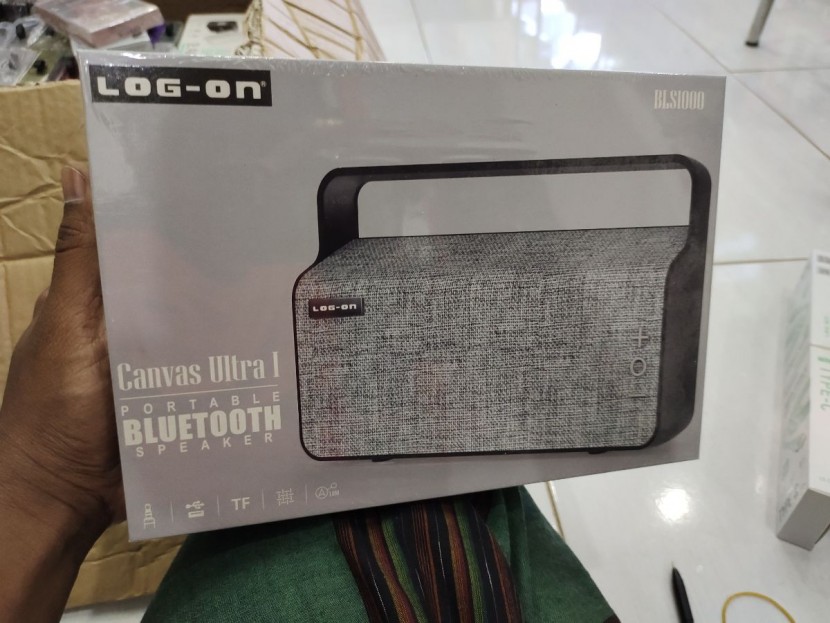 LOG-On
BLS1000
LOG-On
Canvas Ultra I
PORTABLE
BLUETOOTH
SPEAKER
TF